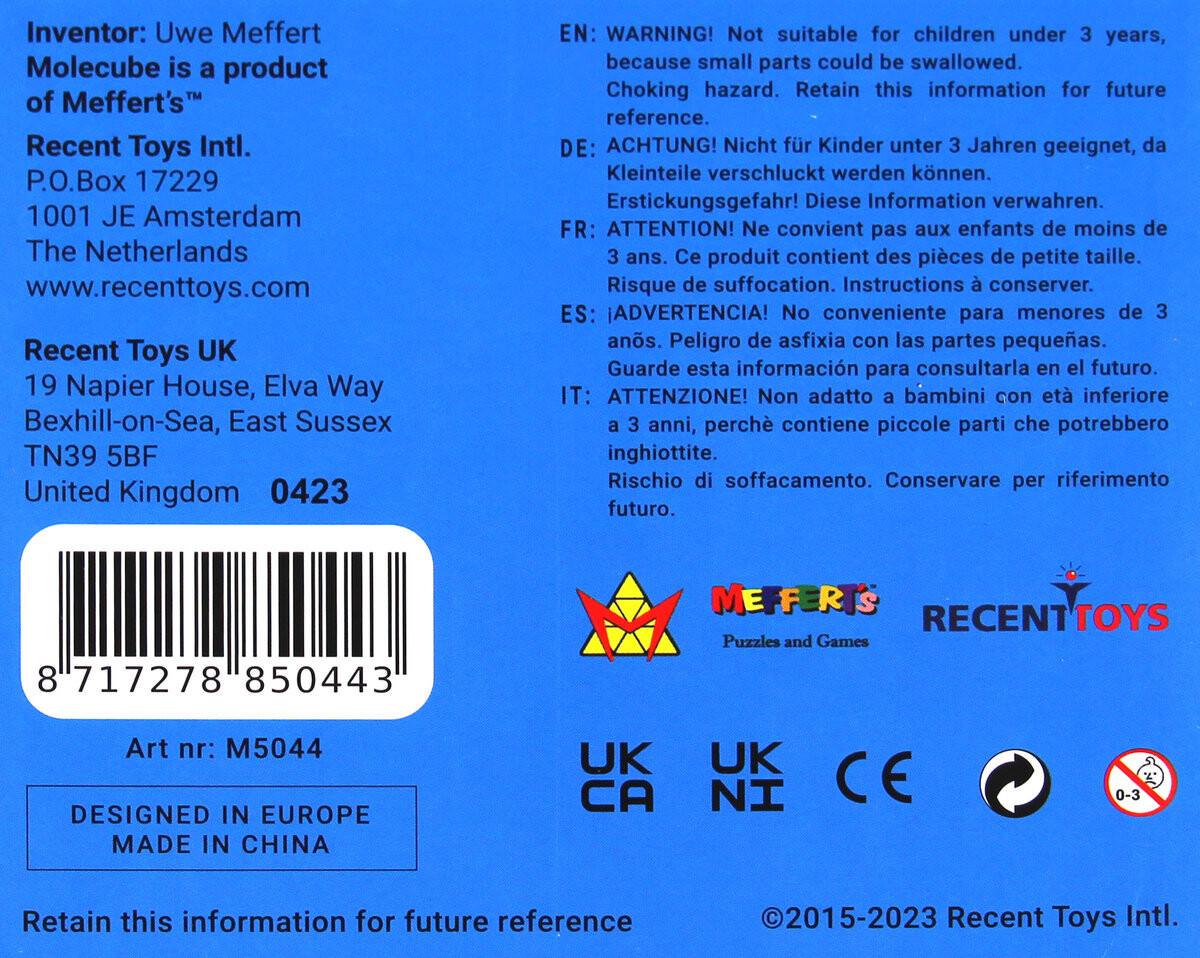 Inventor: Uwe Meffert
Molecube is a product
of Meffert's™
Recent Toys Intl.
P.O.Box 17229
1001 JE Amsterdam
The Netherlands
www.recenttoys.com
Recent Toys UK
19 Napier House, Elva Way
Bexhill-on-Sea, East Sussex
TN39 5BF
United Kingdom 0423
8 717278 850443
Art nr: M5044
DESIGNED IN EUROPE
MADE IN CHINA
EN: WARNING! Not suitable for children under 3 years,
because small parts could be swallowed.
Choking hazard. Retain this information for future
reference.
DE: ACHTUNG! Nicht für Kinder unter 3 Jahren geeignet, da
Kleinteile verschluckt werden können.
Erstickungsgefahr! Diese Information verwahren.
FR: ATTENTION! Ne convient pas aux enfants de moins de
3 ans. Ce produit contient des pièces de petite taille.
Risque de suffocation. Instructions à conserver.
ES: ¡ADVERTENCIA! No conveniente para menores de 3
anõs. Peligro de asfixia con las partes pequeñas.
Guarde esta información para consultarla en el futuro.
IT: ATTENZIONE! Non adatto a bambini con età inferiore
a 3 anni, perchè contiene piccole parti che potrebbero
inghiottite.
Rischio di soffacamento. Conservare per riferimento
futuro.
MEFFERT'S™
Puzzles and Games
RECENTTOYS
UK
CA
UK
NI
CE
0-3
Retain this information for future reference
©2015-2023 Recent Toys Intl.